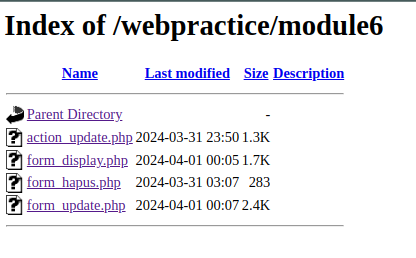 Index of /webpractice/module6
Name Last modified Size Description
Parent Directory -
action_update.php 2024-03-31 23:50 1.3K
form_display.php 2024-04-01 00:05 1.7K
form_hapus.php 2024-03-31 03:07 283
form_update.php 2024-04-01 00:07 2.4K